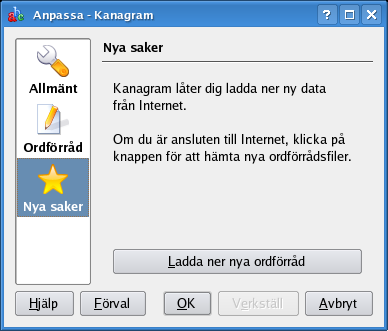 Anpassa - Kanagram
Allmänt
Ordförråd
Nya saker
Nya saker
Kanagram låter dig ladda ner ny data
från Internet.
Om du är ansluten till Internet, klicka på
knappen för att hämta nya ordförrådsfiler.
Ladda ner nya ordförråd
Hjälp
Förval
OK
Verkställ
Avbryt